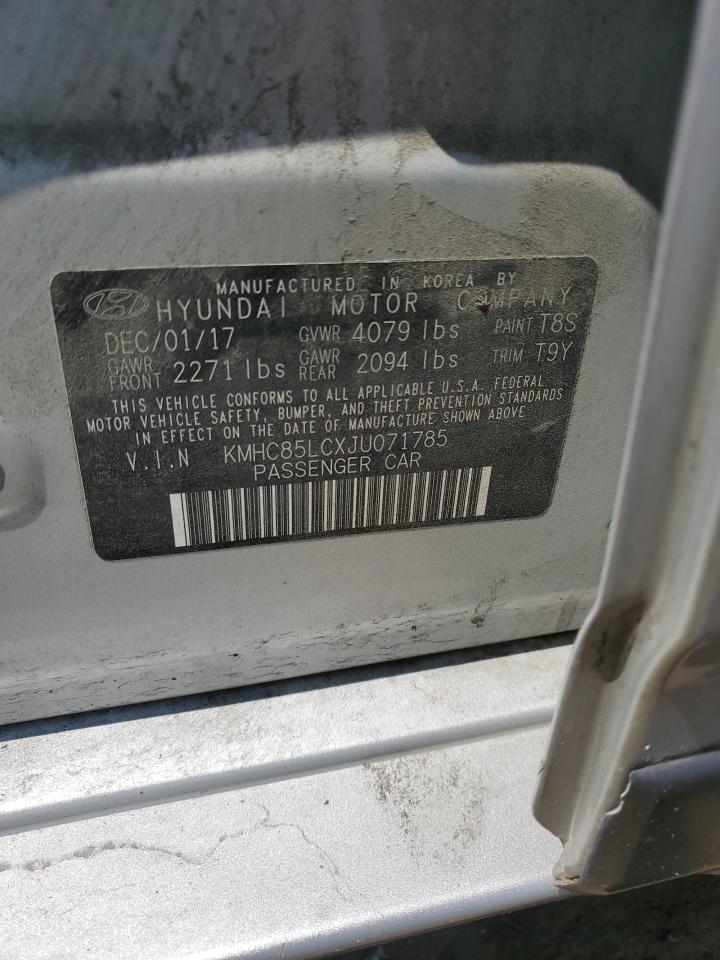 MANUFACTURED IN KOREA BY
HYUNDAI MOTOR COMPANY
DEC/01/17 GVWR 4079 lbs PAINT T8S
GAWR FRONT 2271 lbs GAWR REAR 2094 lbs TRIM T9Y
THIS VEHICLE CONFORMS TO ALL APPLICABLE U.S.A. FEDERAL
MOTOR VEHICLE SAFETY, BUMPER, AND THEFT PREVENTION STANDARDS
IN EFFECT ON THE DATE OF MANUFACTURE SHOWN ABOVE
V.I.N KMHC85LCXJU071785
PASSENGER CAR